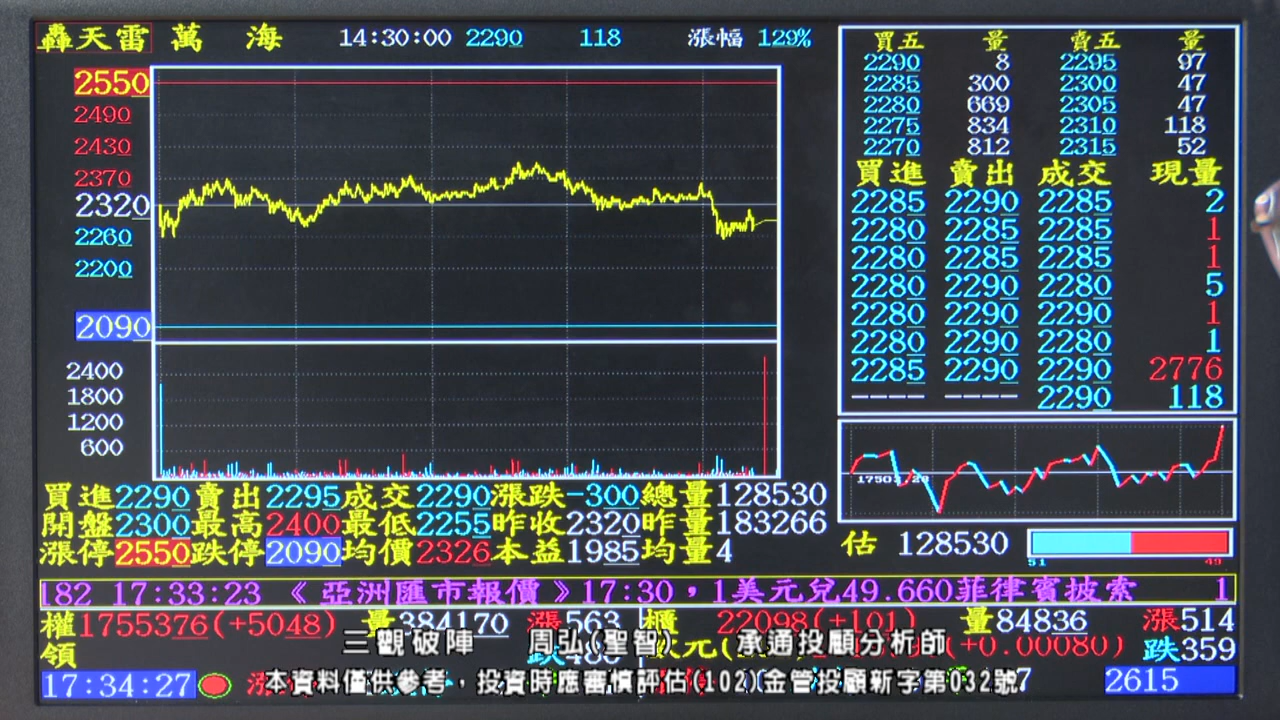 轟天雷 萬 海 14:30:00 2290 118 漲幅 129%
2550
2490
2430
2370
2320
2260
2200
2090
2400
1800
1200
600
買五 量 賣五 量
2290 8 2295 97
2285 300 2300 47
2280 669 2305 47
2275 834 2310 118
2270 812 2315 52
買進 賣出 成交 現量
2285 2290 2285 2
2280 2285 2285 1
2280 2285 2285 1
2280 2290 2280 5
2280 2290 2280 1
2280 2290 2280 1
2285 2290 2290 2776
---- ---- 2290 118
買進2290賣出2295成交2290漲跌-300總量128530
開盤2300最高2400最低2255昨收2320昨量183266
漲停2550跌停2090均價2326本益1985均量4
估 128530
51 49
182 17:33:23 《亞洲匯市報價》17:30，1美元兌49.660菲律賓披索 1
權1755376(+5048) 量384170 漲563 櫃 22098(+101) 量84836 漲514
領 (+0.00080) 跌359
三觀破陣 周弘(聖智) 承通投顧分析師
17:34:27 2615
本資料僅供參考，投資時應審慎評估(102)金管投顧新字第032號